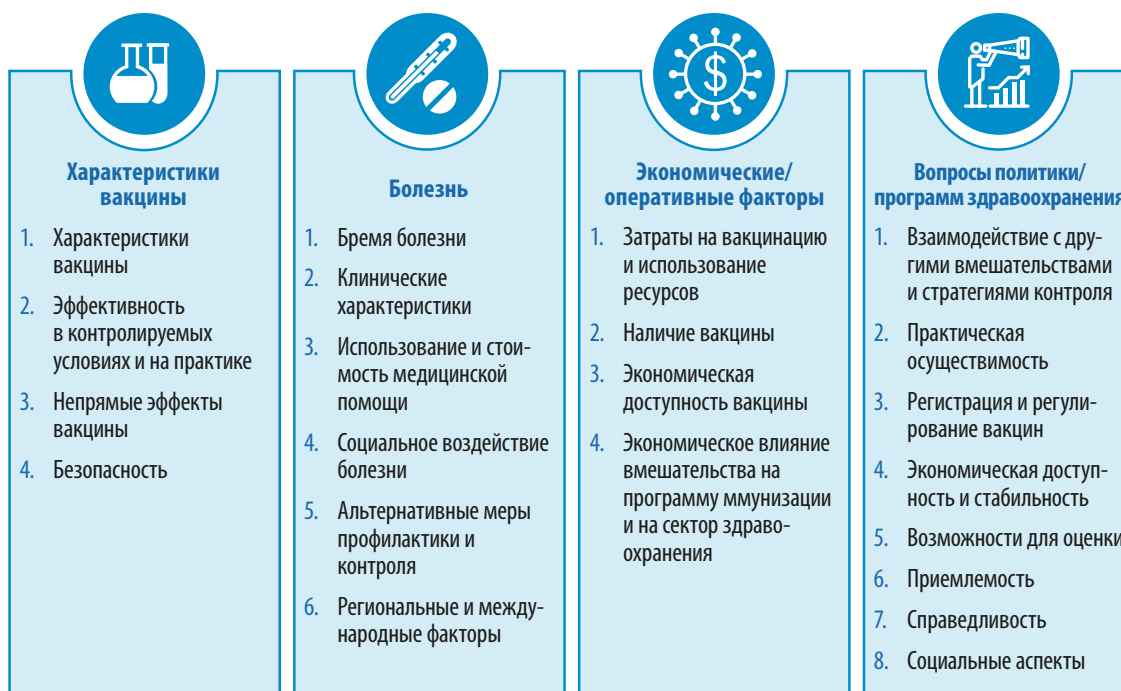 Характеристики
вакцины
1. Характеристики
вакцины
2. Эффективность
в контролируемых
условиях и на практике
3. Непрямые эффекты
вакцины
4. Безопасность
Болезнь
1. Бремя болезни
2. Клинические
характеристики
3. Использование и стои-
мость медицинской
помощи
4. Социальное воздействие
болезни
5. Альтернативные меры
профилактики и
контроля
6. Региональные и между-
народные факторы
$
Экономические/
оперативные факторы
1. Затраты на вакцинацию
и использование
ресурсов
2. Наличие вакцины
3. Экономическая
доступность вакцины
4. Экономическое влияние
вмешательства на
программу ммунизации
и на сектор здраво-
охранения
Вопросы политики/
программ здравоохранения
1. Взаимодействие с дру-
гими вмешательствами
и стратегиями контроля
2. Практическая
осуществимость
3. Регистрация и регули-
рование вакцин
4. Экономическая доступ-
ность и стабильность
5. Возможности для оценки
6. Приемлемость
7. Справедливость
8. Социальные аспекты